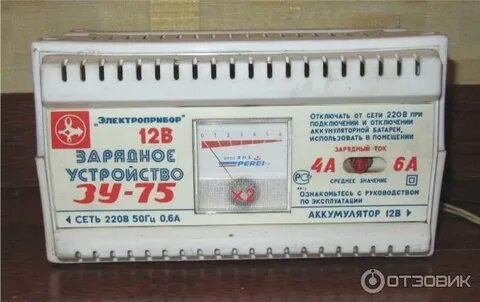 "Электроприбор"
12В
ЗАРЯДНОЕ
УСТРОЙСТВО
ЗУ-75
СЕТЬ 220В 50Гц 0,6А
0 1 2 3 4 5 6
PEREI
X2
ОТКЛЮЧАТЬ ОТ СЕТИ 220В ПРИ
ПОДКЛЮЧЕНИИ И ОТКЛЮЧЕНИИ
АККУМУЛЯТОРНОЙ БАТАРЕИ,
ИСПОЛЬЗОВАТЬ В ПОМЕЩЕНИИ
ЗАРЯДНЫЙ ТОК
4А 6А
СРЕДНЕЕ ЗНАЧЕНИЕ
ОЗНАКОМЬТЕСЬ С РУКОВОДСТВОМ
ПО ЭКСПЛУАТАЦИИ
АККУМУЛЯТОР 12В
ОТЗОВИК